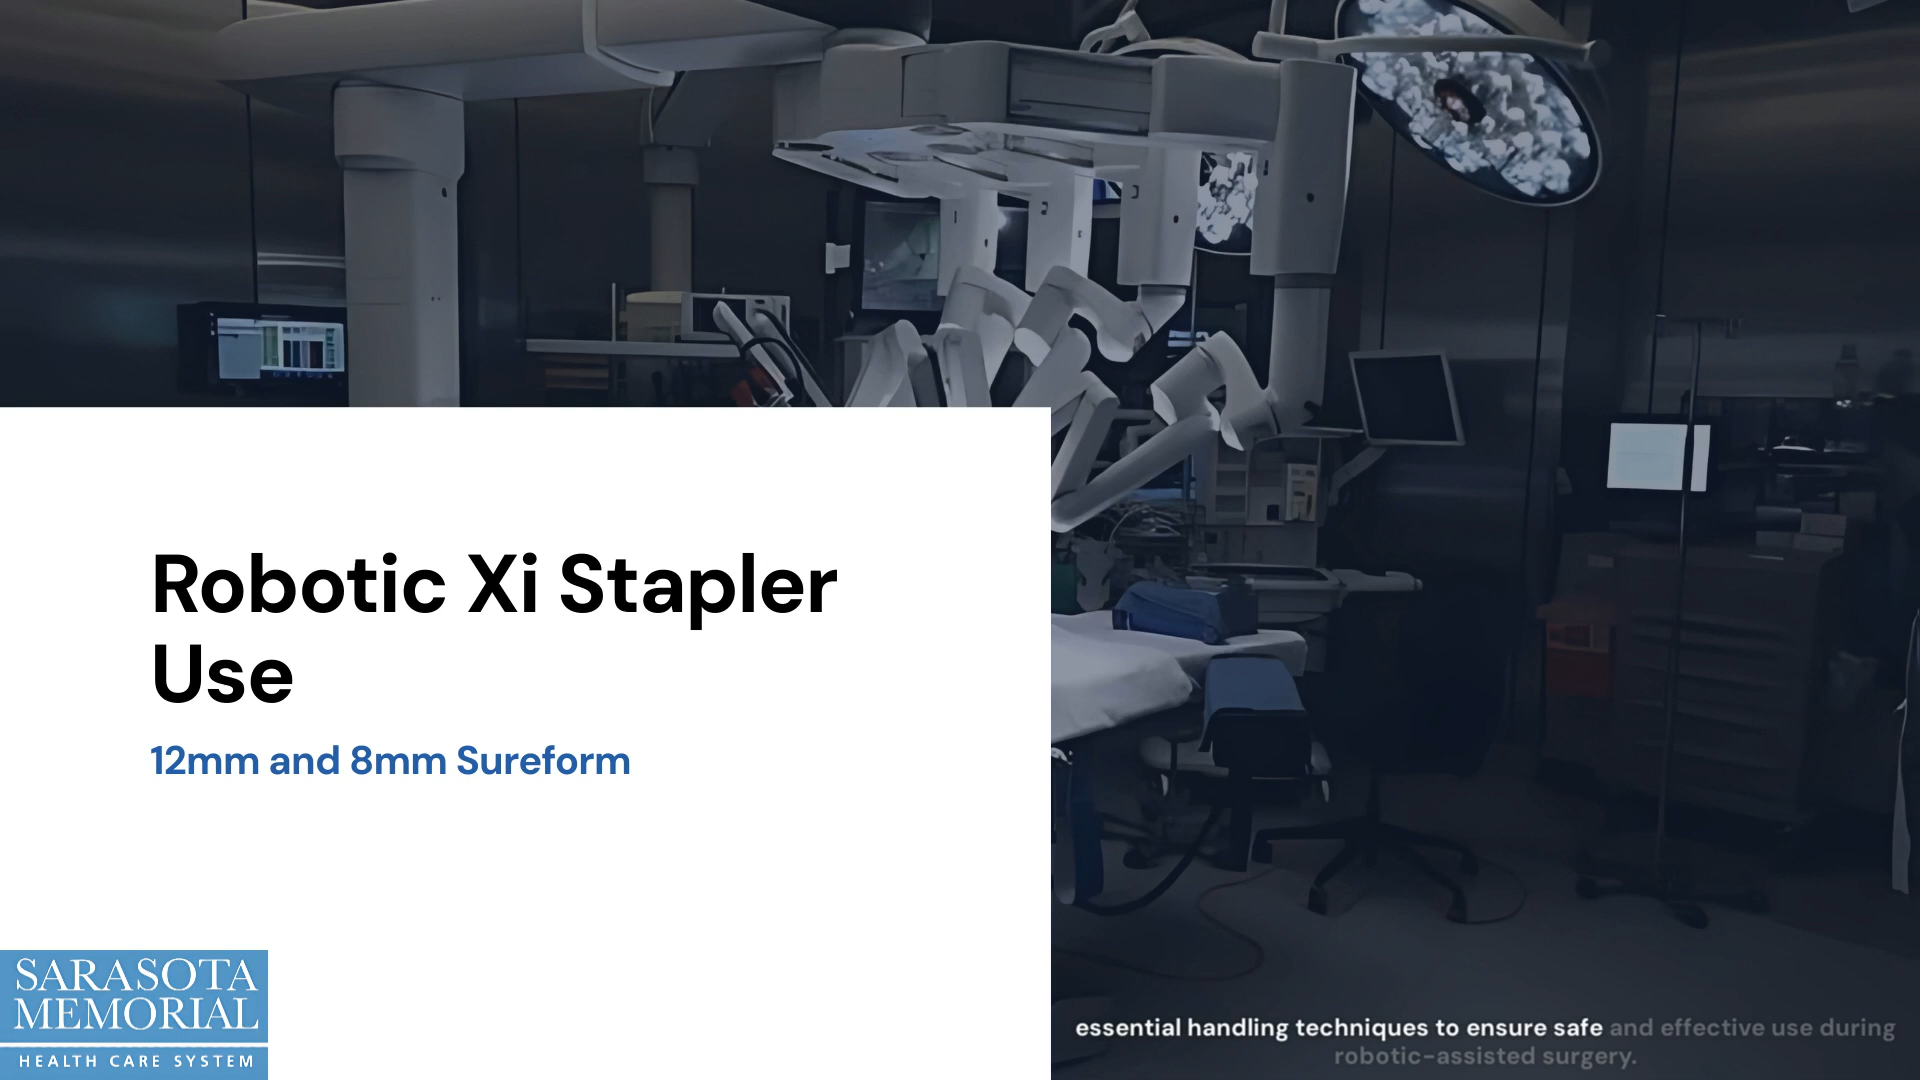 Robotic Xi Stapler
Use
12mm and 8mm Sureform
SARASOTA
MEMORIAL
HEALTH CARE SYSTEM
essential handling techniques to ensure safe and effective use during
robotic-assisted surgery.